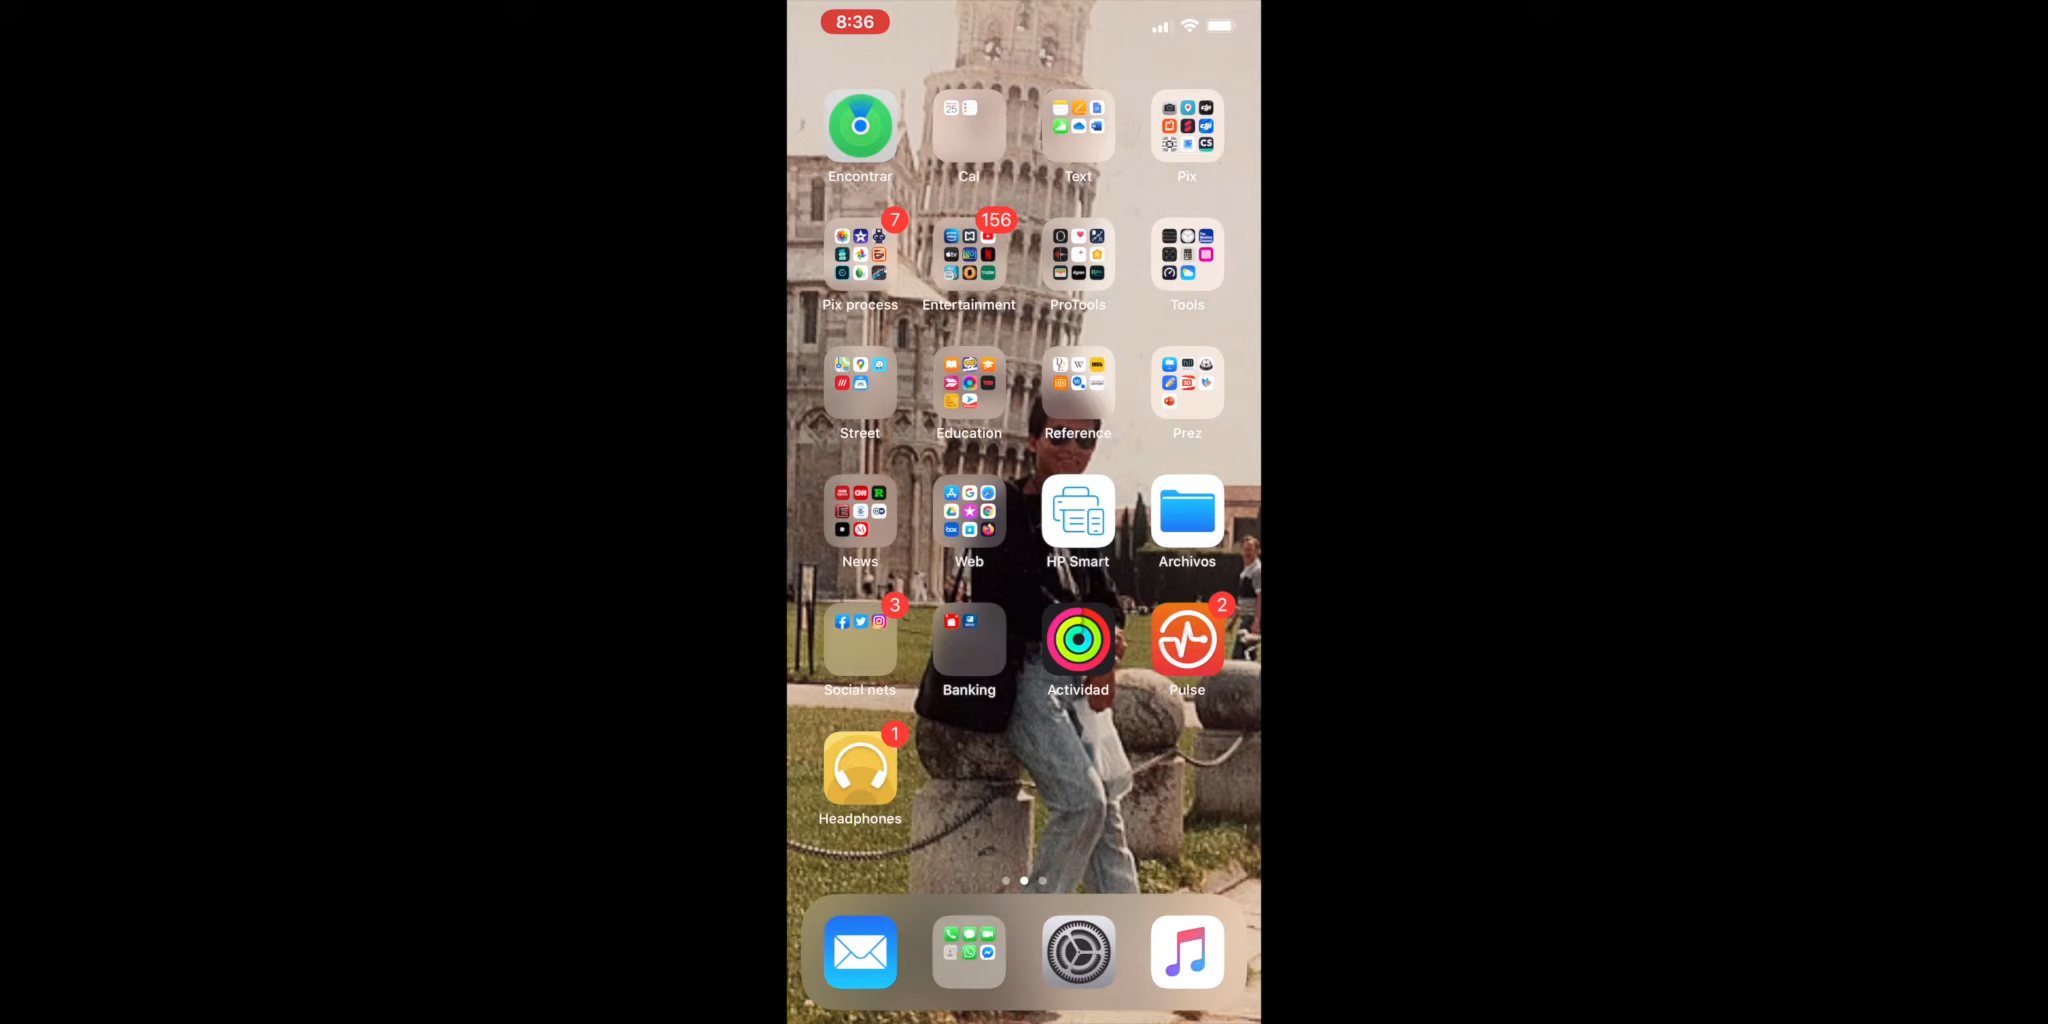 8:36
25
Encontrar
Cal
Text
Pix
7
156
Pix process
Entertainment
ProTools
Tools
Street
Education
Reference
Prez
News
Web
HP Smart
Archivos
3
2
Social nets
Banking
Actividad
Pulse
1
Headphones